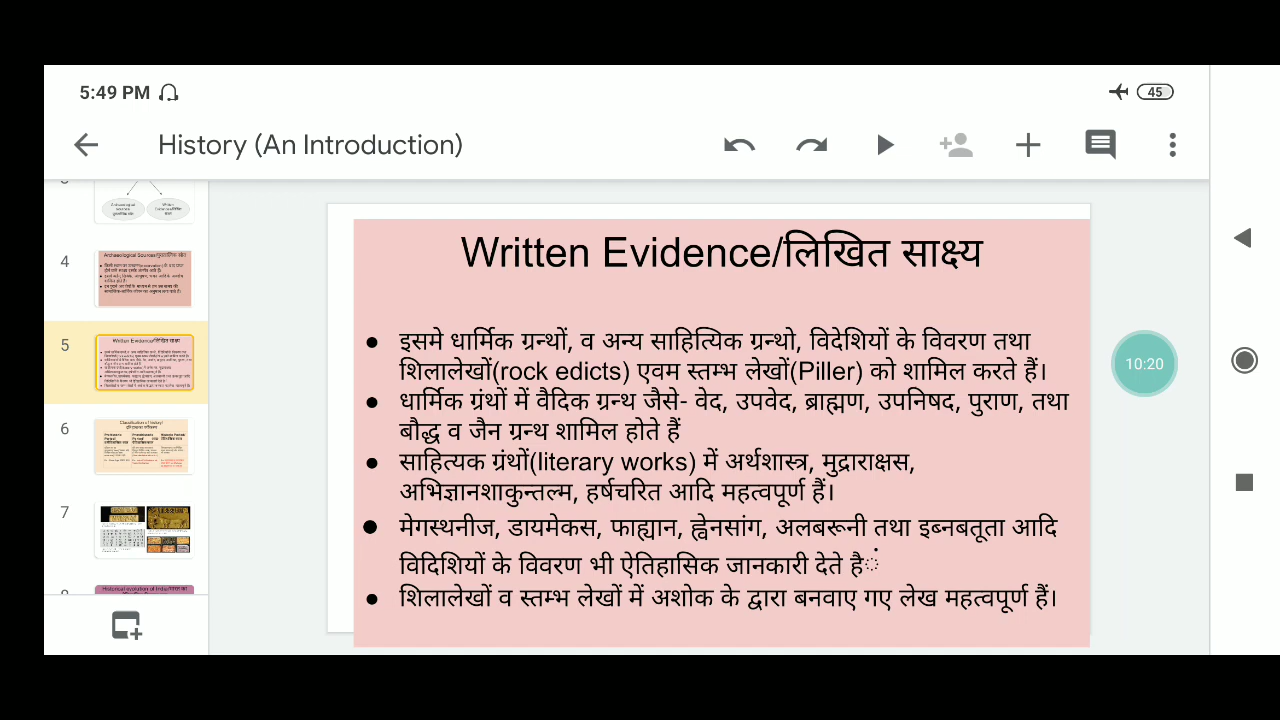 5:49 PM
45
History (An Introduction)
4
5
6
7
Written Evidence/लिखित साक्ष्य
● इसमे धार्मिक ग्रन्थों, व अन्य साहित्यिक ग्रन्थो, विदेशियों के विवरण तथा
शिलालेखों(rock edicts) एवम स्तम्भ लेखों(Piller) को शामिल करते हैं।
● धार्मिक ग्रंथों में वैदिक ग्रन्थ जैसे- वेद, उपवेद, ब्राह्मण, उपनिषद, पुराण, तथा
बौद्ध व जैन ग्रन्थ शामिल होते हैं
● साहित्यक ग्रंथों(literary works) में अर्थशास्त्र, मुद्राराक्षस,
अभिज्ञानशाकुन्तल्म, हर्षचरित आदि महत्वपूर्ण हैं।
● मेगस्थनीज, डायमेकस, फाह्यान, ह्वेनसांग, अलबरूनी तथा इब्नबतूता आदि
विदिशियों के विवरण भी ऐतिहासिक जानकारी देते है ं
● शिलालेखों व स्तम्भ लेखों में अशोक के द्वारा बनवाए गए लेख महत्वपूर्ण हैं।
10:20